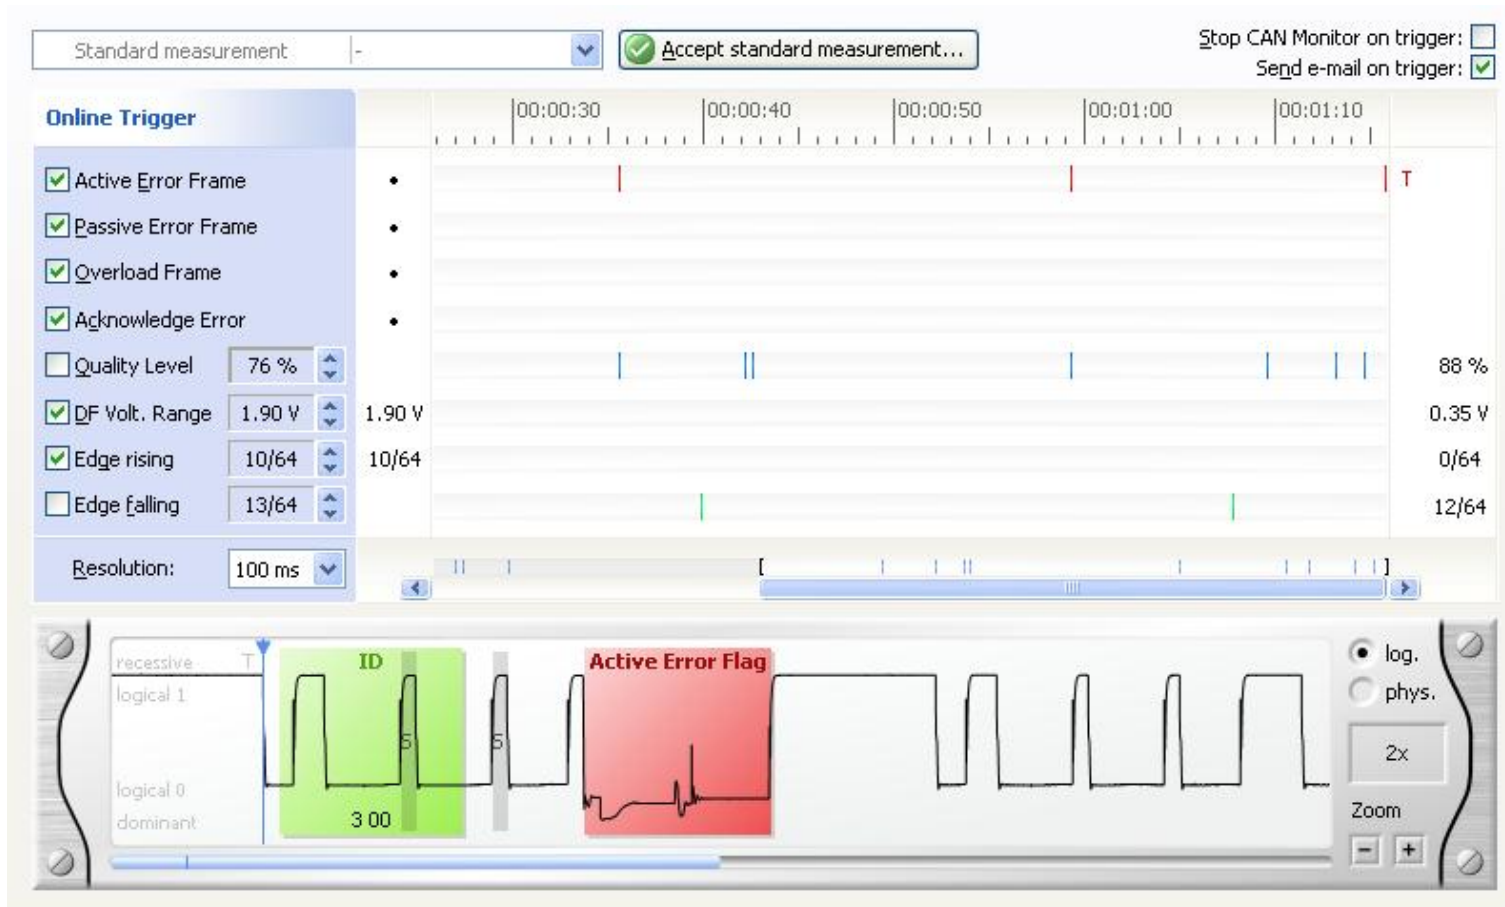 Standard measurement - Accept standard measurement... Stop CAN Monitor on trigger:
Send e-mail on trigger:
Online Trigger 00:00:30 00:00:40 00:00:50 00:01:00 00:01:10
Active Error Frame • T
Passive Error Frame •
Overload Frame •
Acknowledge Error •
Quality Level 76 % 88 %
DF Volt. Range 1.90 V 1.90 V 0.35 V
Edge rising 10/64 10/64 0/64
Edge falling 13/64 12/64
Resolution: 100 ms [ ]
recessive T ID Active Error Flag log.
logical 1 phys.
S S
2x
logical 0
dominant 3 00 Zoom
- +